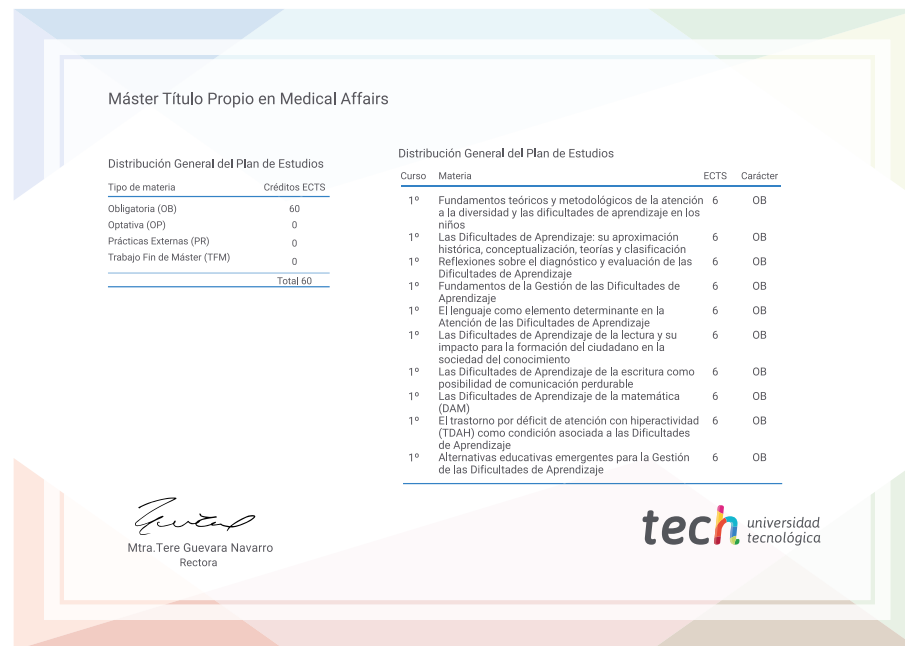 Máster Título Propio en Medical Affairs
Distribución General del Plan de Estudios
Tipo de materia Créditos ECTS
Obligatoria (OB) 60
Optativa (OP) 0
Prácticas Externas (PR) 0
Trabajo Fin de Máster (TFM) 0
Total 60
Distribución General del Plan de Estudios
Curso Materia ECTS Carácter
1º Fundamentos teóricos y metodológicos de la atención 6 OB
a la diversidad y las dificultades de aprendizaje en los
niños
1º Las Dificultades de Aprendizaje: su aproximación 6 OB
histórica, conceptualización, teorías y clasificación
1º Reflexiones sobre el diagnóstico y evaluación de las 6 OB
Dificultades de Aprendizaje
1º Fundamentos de la Gestión de las Dificultades de 6 OB
Aprendizaje
1º El lenguaje como elemento determinante en la 6 OB
Atención de las Dificultades de Aprendizaje
1º Las Dificultades de Aprendizaje de la lectura y su 6 OB
impacto para la formación del ciudadano en la
sociedad del conocimiento
1º Las Dificultades de Aprendizaje de la escritura como 6 OB
posibilidad de comunicación perdurable
1º Las Dificultades de Aprendizaje de la matemática 6 OB
(DAM)
1º El trastorno por déficit de atención con hiperactividad 6 OB
(TDAH) como condición asociada a las Dificultades
de Aprendizaje
1º Alternativas educativas emergentes para la Gestión 6 OB
de las Dificultades de Aprendizaje
Mtra.Tere Guevara Navarro
Rectora
tech universidad
tecnológica